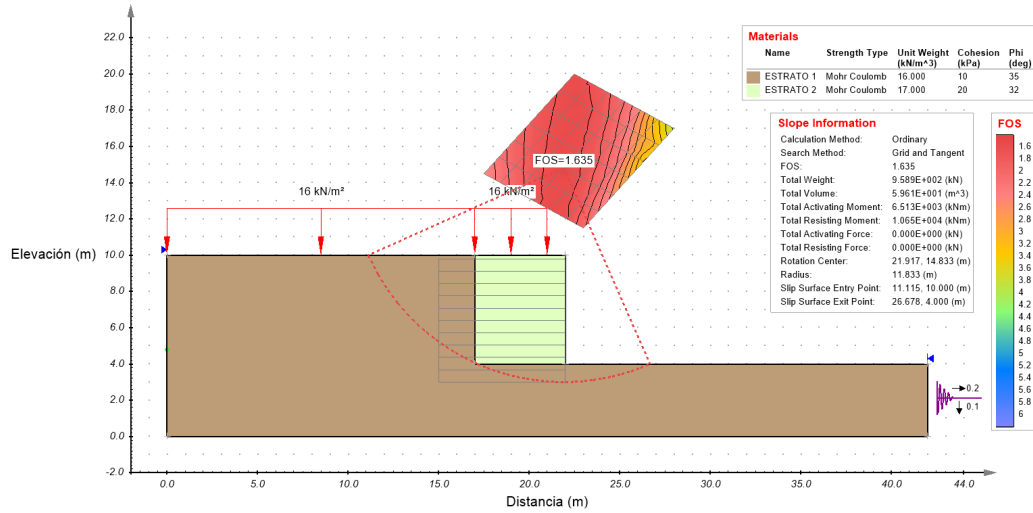 Materials
Name Strength Type Unit Weight (kN/m^3) Cohesion (kPa) Phi (deg)
ESTRATO 1 Mohr Coulomb 16.000 10 35
ESTRATO 2 Mohr Coulomb 17.000 20 32
Slope Information
Calculation Method: Ordinary
Search Method: Grid and Tangent
FOS: 1.635
Total Weight: 9.589E+002 (kN)
Total Volume: 5.961E+001 (m^3)
Total Activating Moment: 6.513E+003 (kNm)
Total Resisting Moment: 1.065E+004 (kNm)
Total Activating Force: 0.000E+000 (kN)
Total Resisting Force: 0.000E+000 (kN)
Rotation Center: 21.917, 14.833 (m)
Radius: 11.833 (m)
Slip Surface Entry Point: 11.115, 10.000 (m)
Slip Surface Exit Point: 26.678, 4.000 (m)
FOS
1.6
1.8
2
2.2
2.4
2.6
2.8
3
3.2
3.4
3.6
3.8
4
4.2
4.4
4.6
4.8
5
5.2
5.4
5.6
5.8
6
FOS=1.635
16 kN/m²
16 kN/m²
0.2
0.1
Elevación (m)
22.0
20.0
18.0
16.0
14.0
12.0
10.0
8.0
6.0
4.0
2.0
0.0
-2.0
0.0 5.0 10.0 15.0 20.0 25.0 30.0 35.0 40.0 44.0
Distancia (m)